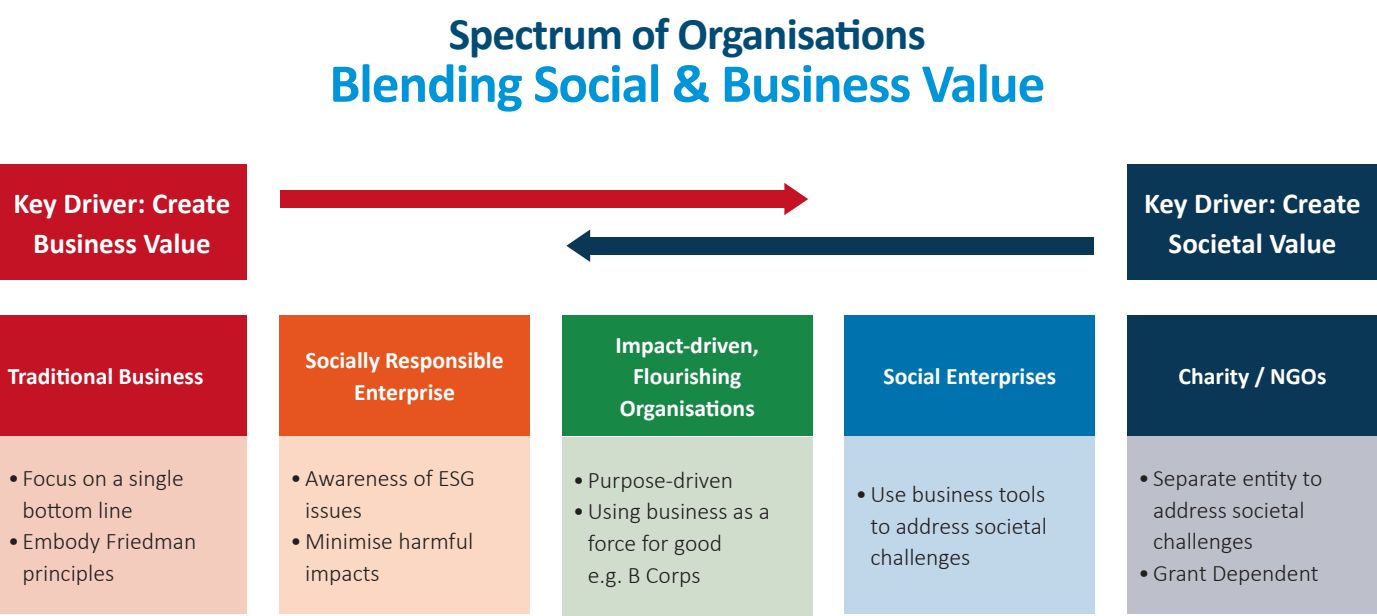 Spectrum of Organisations
Blending Social & Business Value
Key Driver: Create
Business Value
Key Driver: Create
Societal Value
Traditional Business
Socially Responsible
Enterprise
Impact-driven,
Flourishing
Organisations
Social Enterprises
Charity / NGOs
• Focus on a single
bottom line
• Embody Friedman
principles
• Awareness of ESG
issues
• Minimise harmful
impacts
• Purpose-driven
• Using business as a
force for good
e.g. B Corps
• Use business tools
to address societal
challenges
• Separate entity to
address societal
challenges
• Grant Dependent